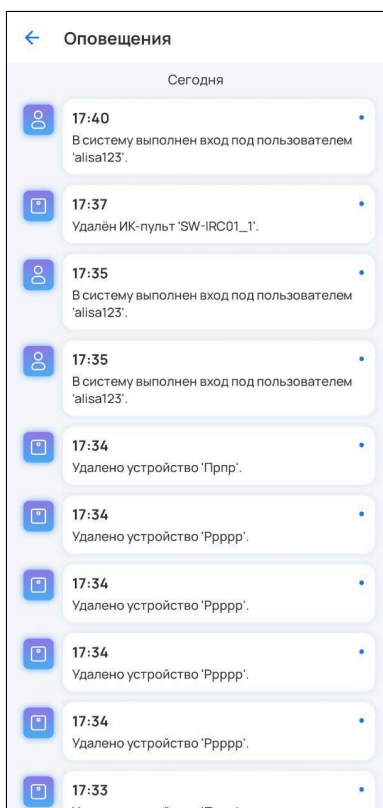 Оповещения
Сегодня
17:40
В систему выполнен вход под пользователем
'alisa123'.
17:37
Удалён ИК-пульт 'SW-IRC01_1'.
17:35
В систему выполнен вход под пользователем
'alisa123'.
17:35
В систему выполнен вход под пользователем
'alisa123'.
17:34
Удалено устройство 'Прпр'.
17:34
Удалено устройство 'Ррррр'.
17:34
Удалено устройство 'Ррррр'.
17:34
Удалено устройство 'Ррррр'.
17:34
Удалено устройство 'Ррррр'.
17:33